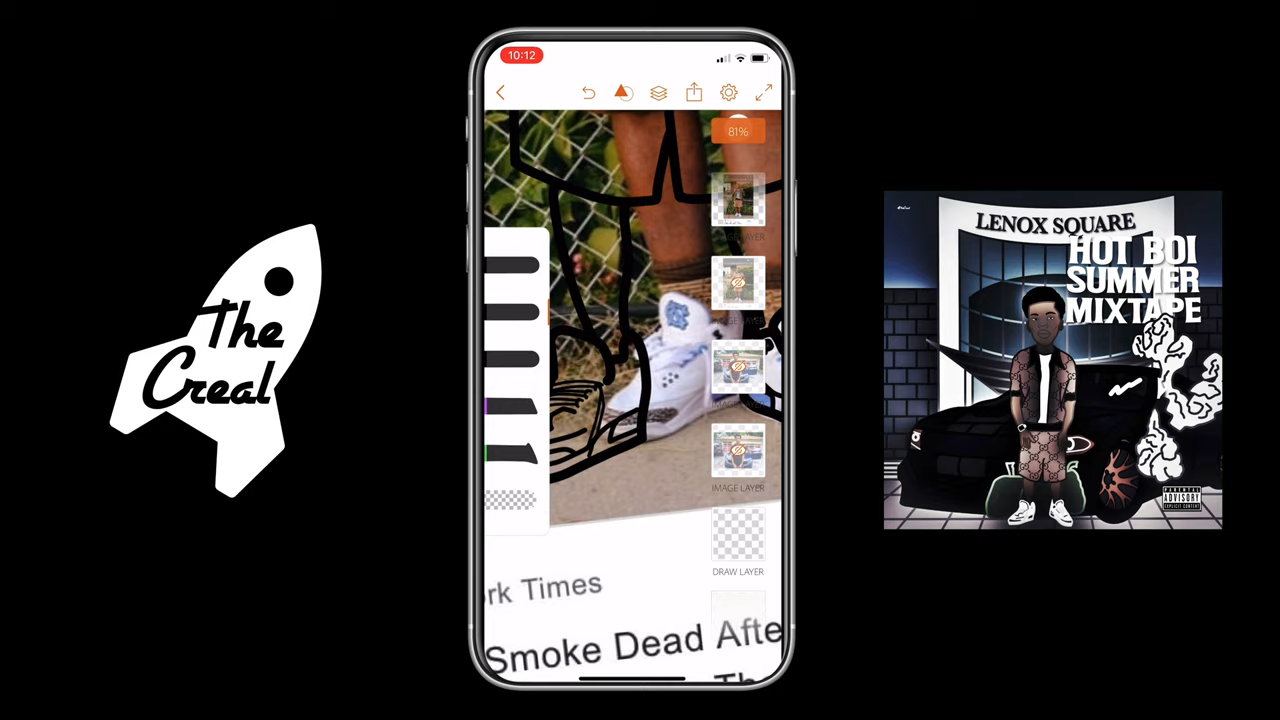 The
Creal
10:12
81%
IMAGE LAYER
DRAW LAYER
rk Times
Smoke Dead Afte
LENOX SQUARE
HOT BOI
SUMMER
MIXTAPE
PARENTAL
ADVISORY
EXPLICIT CONTENT